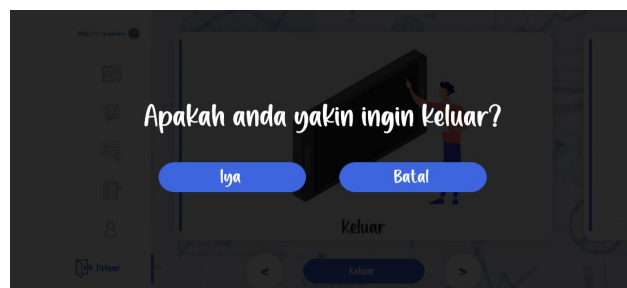 Apakah anda yakin ingin keluar?
Iya
Batal
Keluar
Keluar
<
Keluar
>